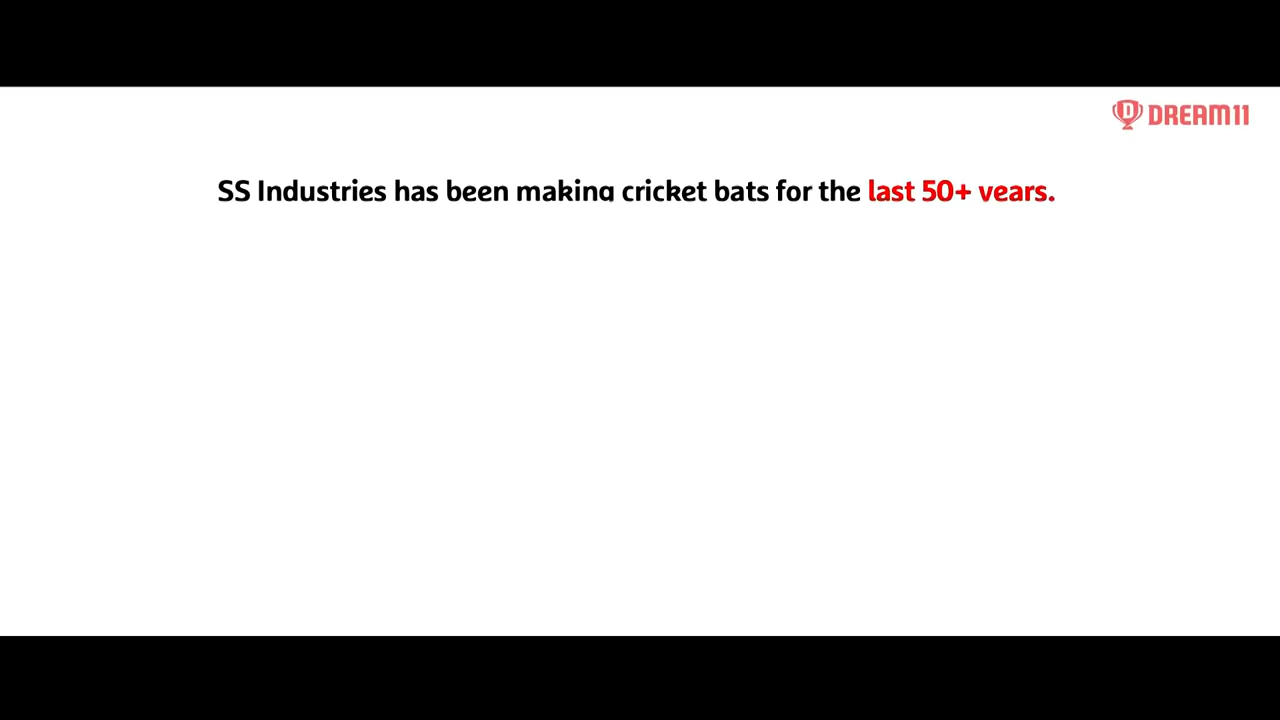 DREAM11
SS Industries has been making cricket bats for the last 50+ years.